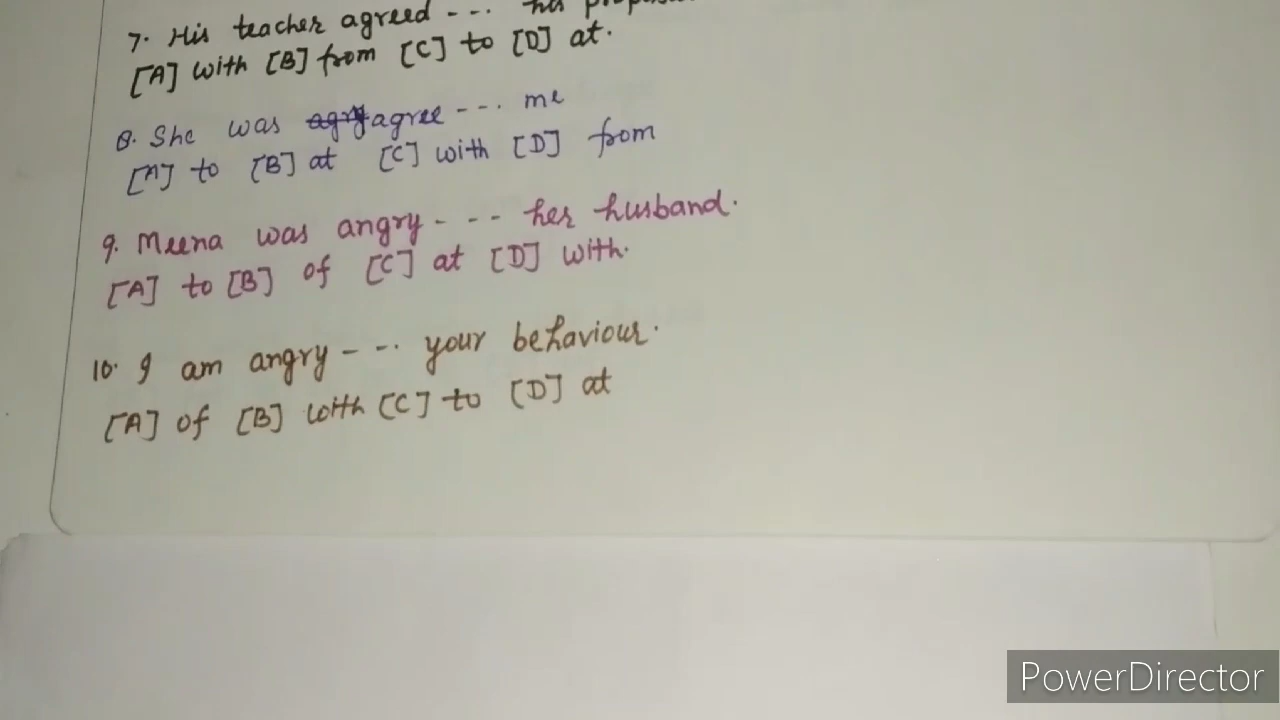 7. His teacher agreed --- his
[A] with [B] from [C] to [D] at.
8. She was agree --- me
[A] to [B] at [C] with [D] from
9. Meena was angry --- her husband.
[A] to [B] of [C] at [D] with.
10. I am angry --- your behaviour.
[A] of [B] with [C] to [D] at
PowerDirector